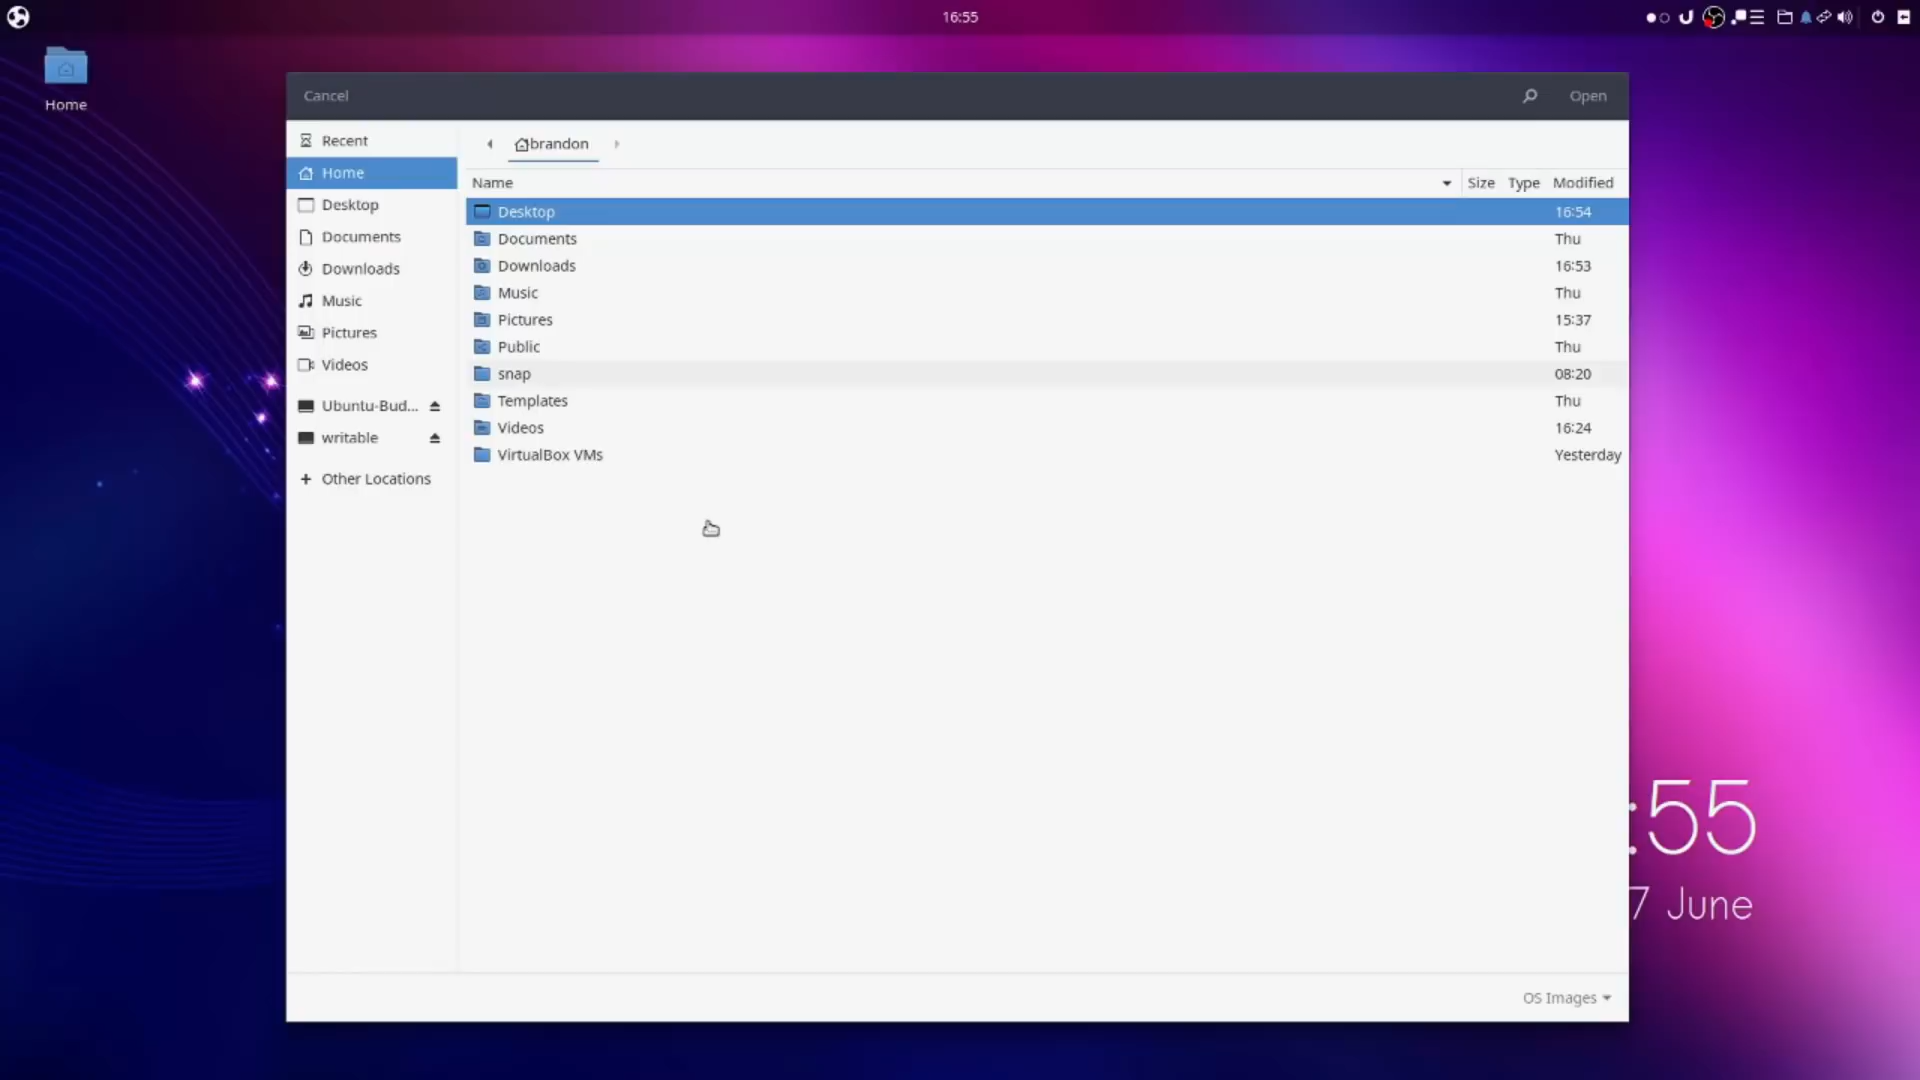 16:55
Home
Cancel
Open
Recent
Home
Desktop
Documents
Downloads
Music
Pictures
Videos
Ubuntu-Bud...
writable
Other Locations
brandon
Name Size Type Modified
Desktop 16:54
Documents Thu
Downloads 16:53
Music Thu
Pictures 15:37
Public Thu
snap 08:20
Templates Thu
Videos 16:24
VirtualBox VMs Yesterday
OS Images
:55
7 June